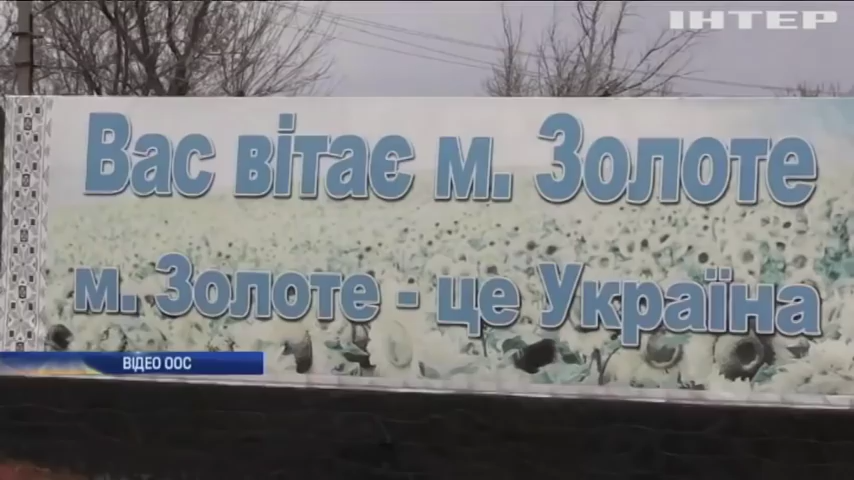 ІНТЕР
Вас вітає м. Золоте
м. Золоте - це Україна
ВІДЕО ООС